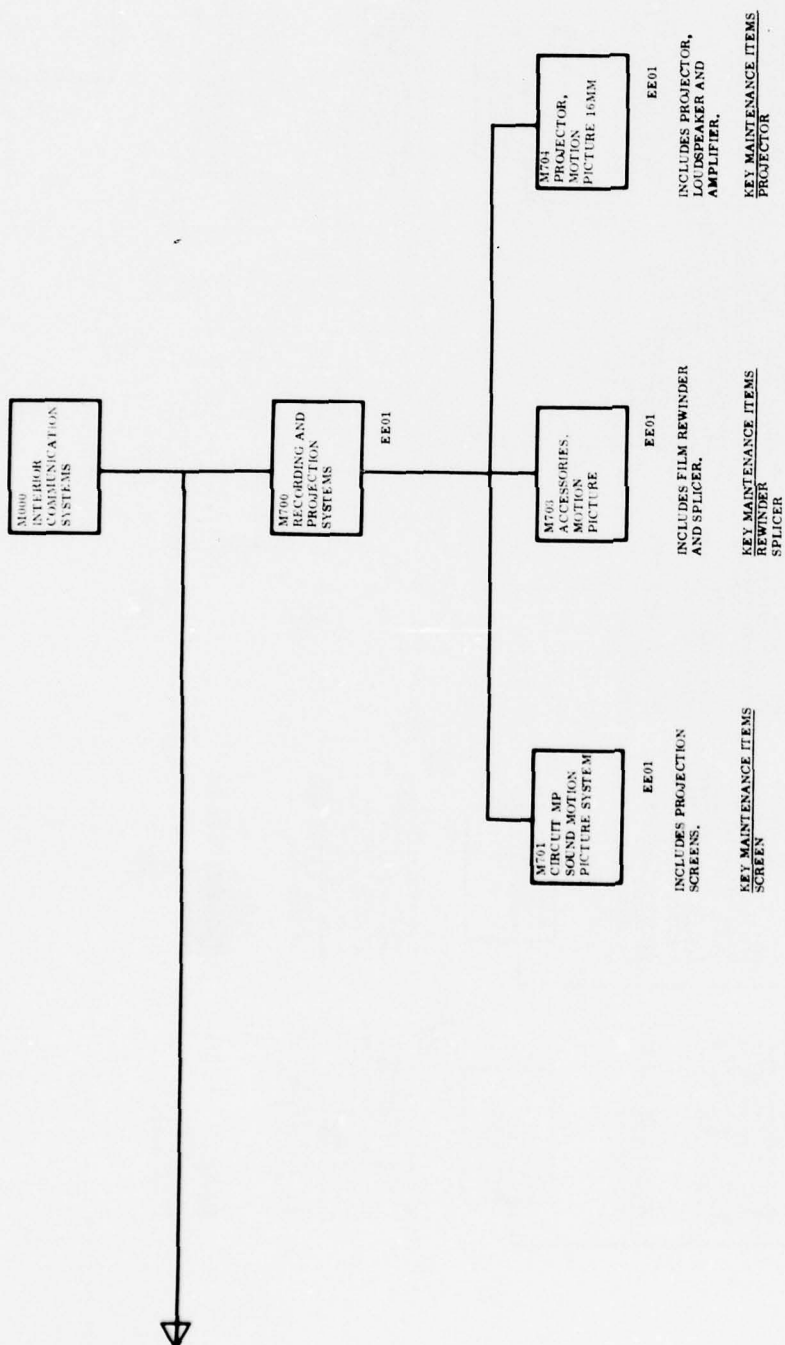 M000
INTERIOR
COMMUNICATION
SYSTEMS
M700
RECORDING AND
PROJECTION
SYSTEMS
EE01
M701
CIRCUIT MP
SOUND MOTION
PICTURE SYSTEM
EE01
INCLUDES PROJECTION
SCREENS.
KEY MAINTENANCE ITEMS
SCREEN
M703
ACCESSORIES,
MOTION
PICTURE
EE01
INCLUDES FILM REWINDER
AND SPLICER.
KEY MAINTENANCE ITEMS
REWINDER
SPLICER
M704
PROJECTOR,
MOTION
PICTURE 16MM
EE01
INCLUDES PROJECTOR,
LOUDSPEAKER AND
AMPLIFIER.
KEY MAINTENANCE ITEMS
PROJECTOR